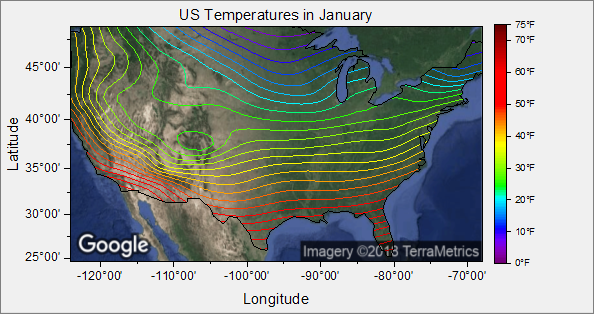 US Temperatures in January
75°F
70°F
60°F
50°F
40°F
30°F
20°F
10°F
0°F
45°00'
40°00'
35°00'
30°00'
25°00'
Latitude
Google
Imagery ©2013 TerraMetrics
-120°00' -110°00' -100°00' -90°00' -80°00' -70°00'
Longitude